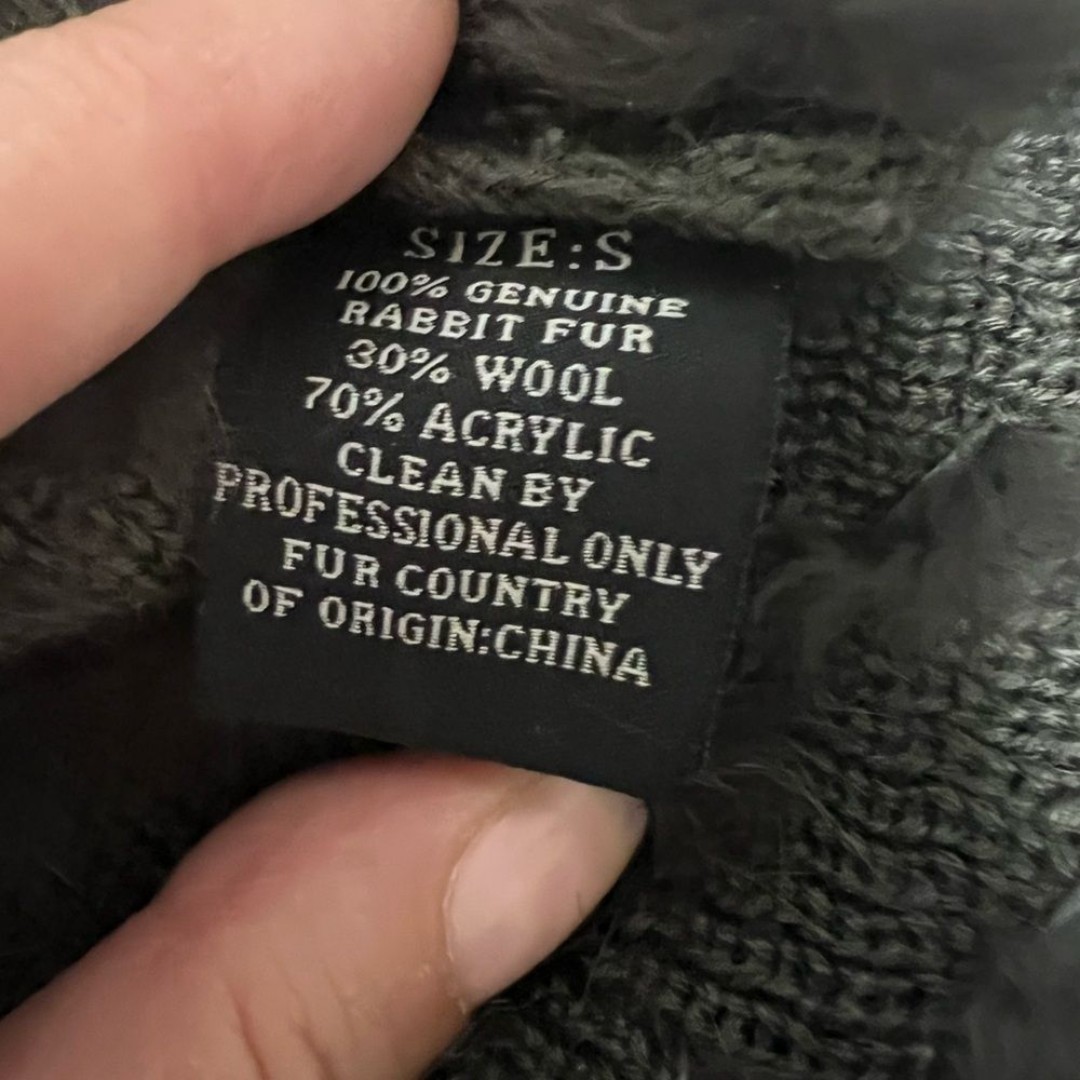 SIZE:S
100% GENUINE
RABBIT FUR
30% WOOL
70% ACRYLIC
CLEAN BY
PROFESSIONAL ONLY
FUR COUNTRY
OF ORIGIN:CHINA